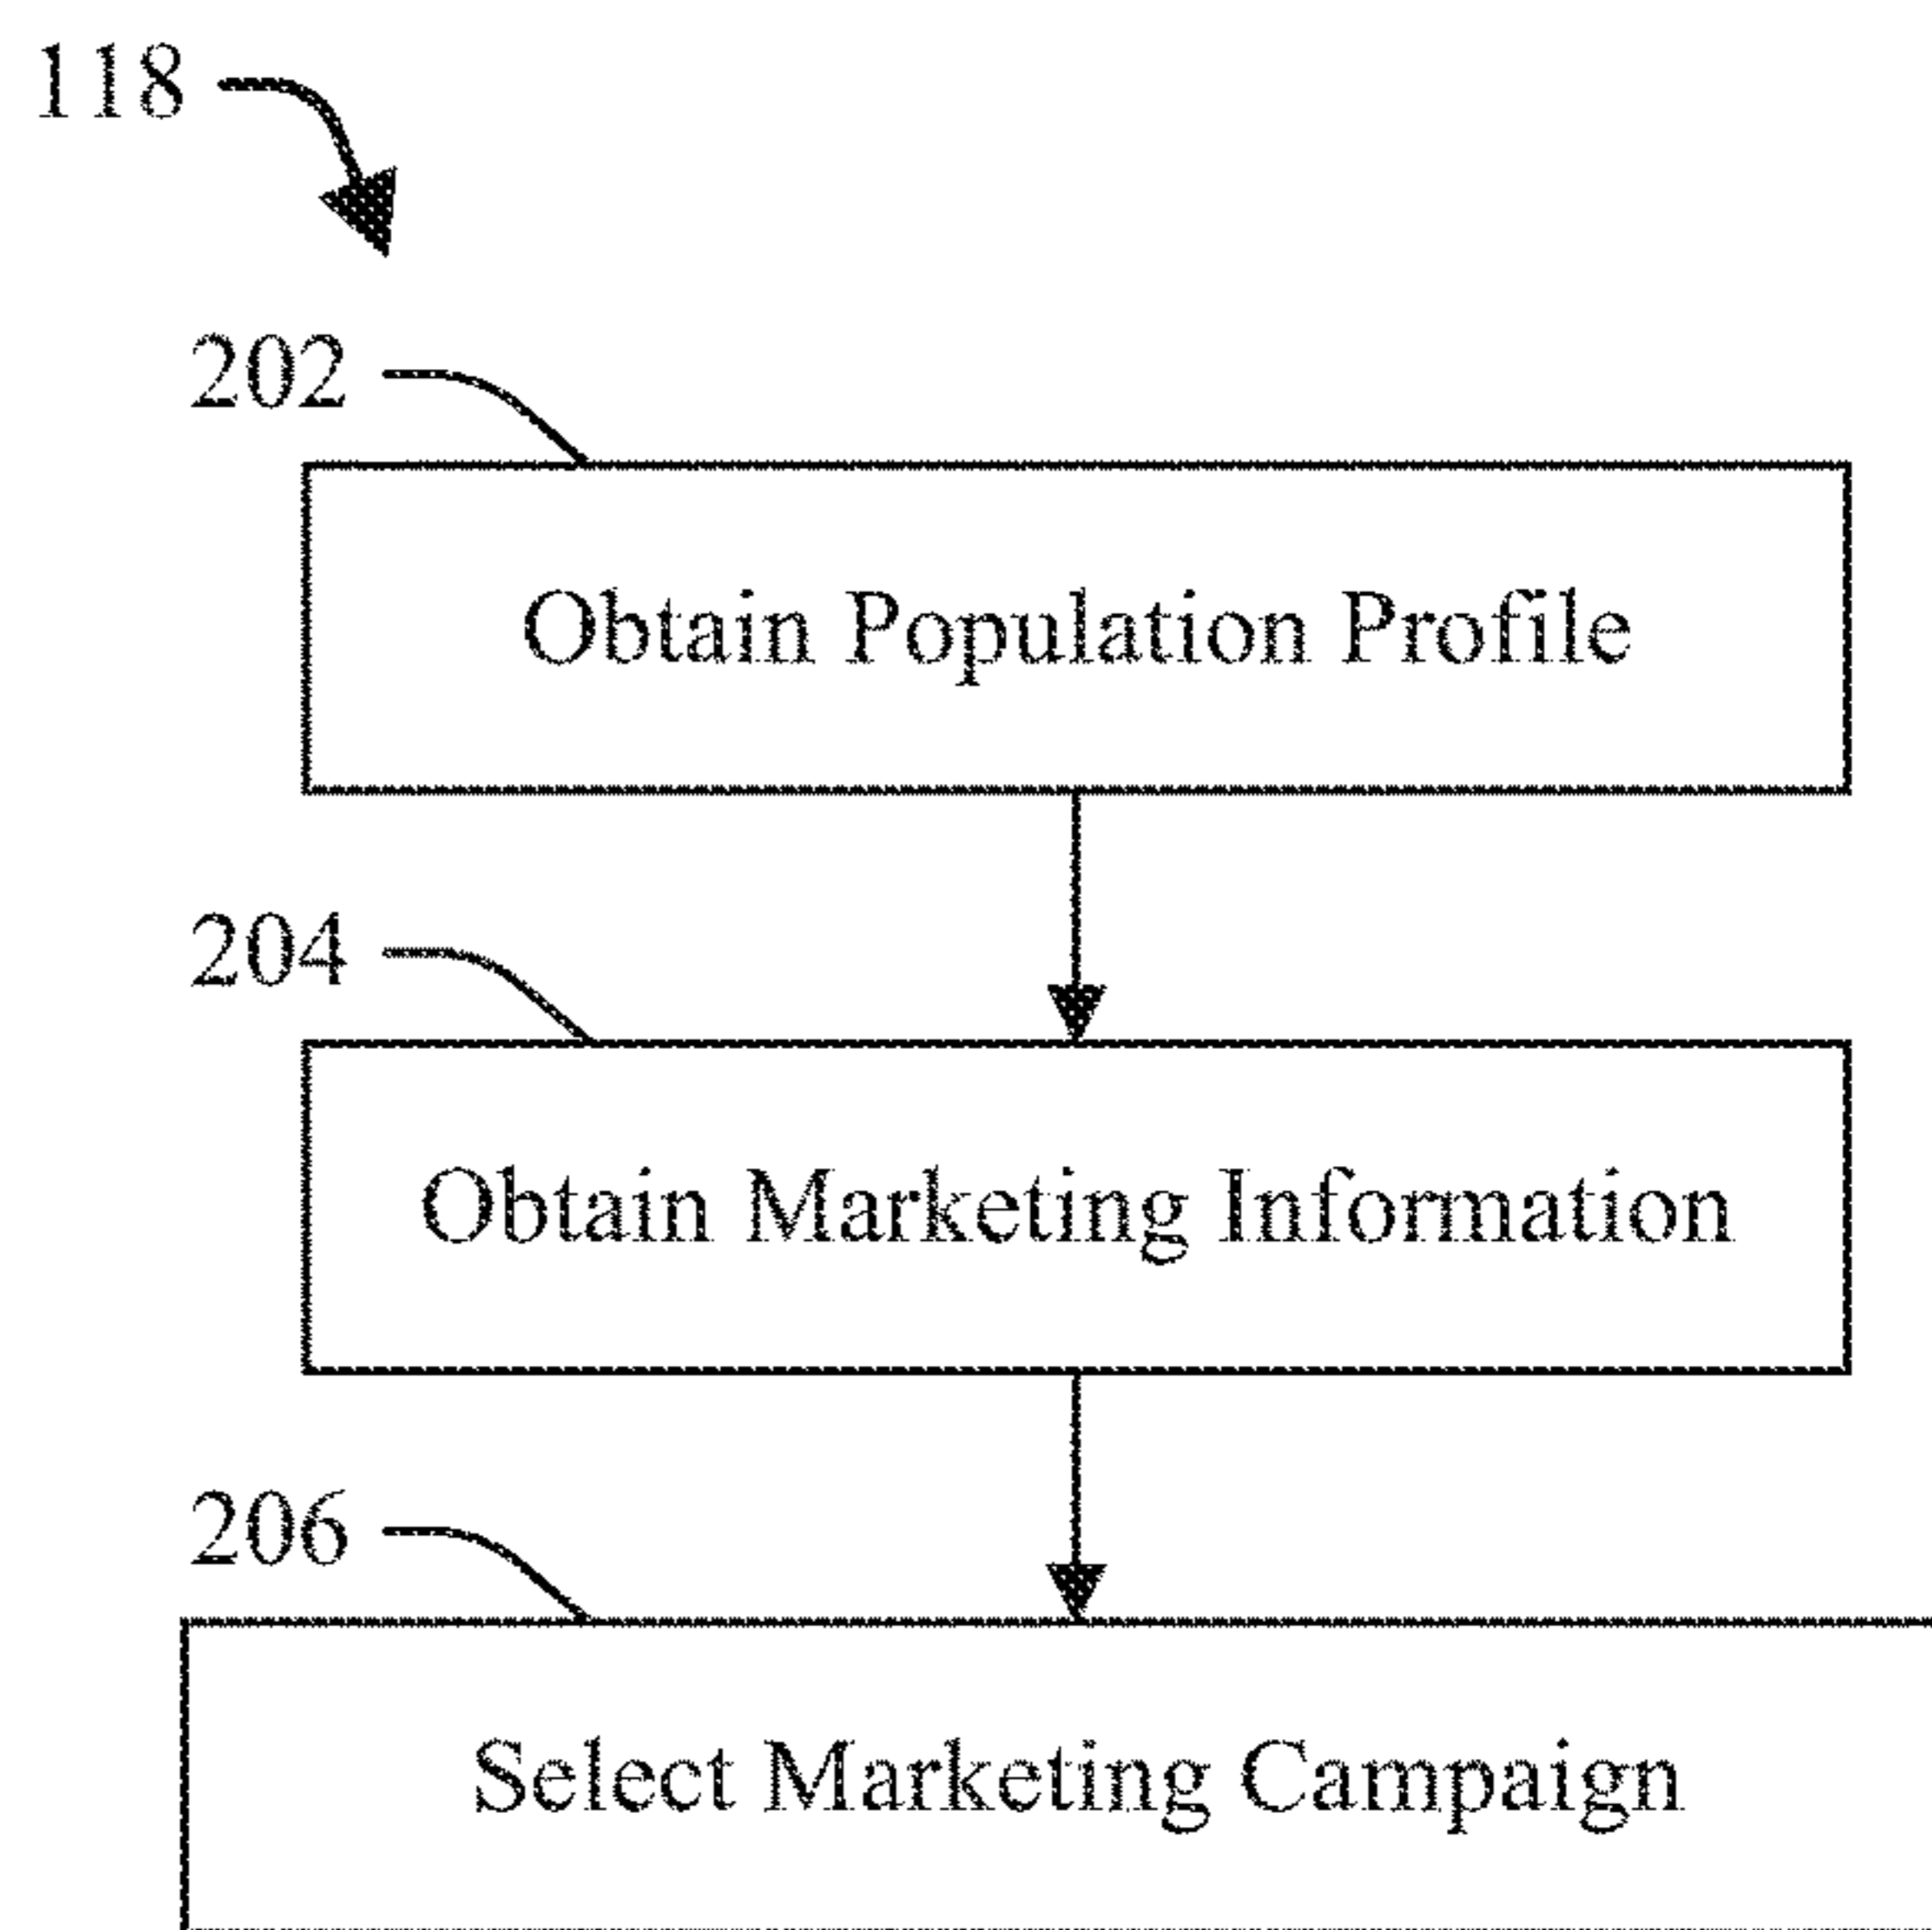 118
202
Obtain Population Profile
204
Obtain Marketing Information
206
Select Marketing Campaign